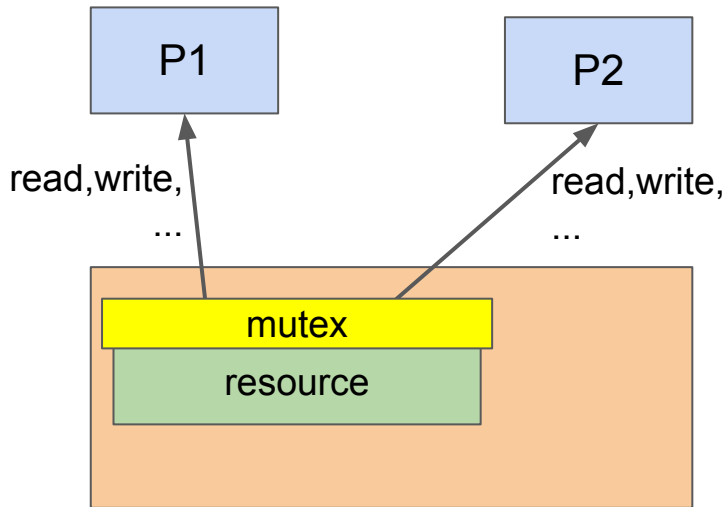 P1
P2
read,write,
...
read,write,
...
mutex
resource